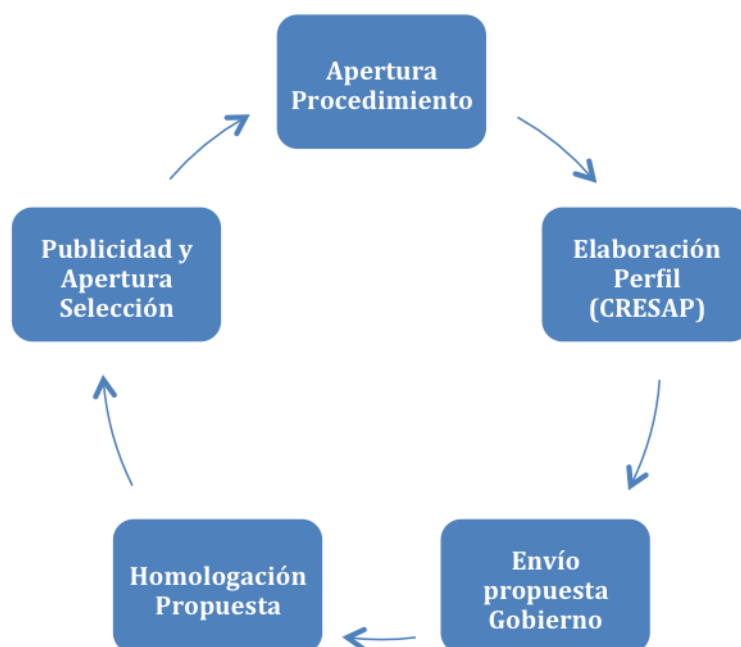 Apertura
Procedimiento
Elaboración
Perfil
(CRESAP)
Envío
propuesta
Gobierno
Homologación
Propuesta
Publicidad y
Apertura
Selección